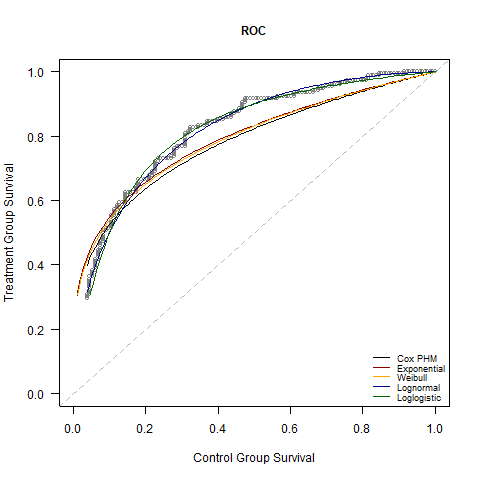 ROC
Treatment Group Survival
1.0
0.8
0.6
0.4
0.2
0.0
Cox PHM
Exponential
Weibull
Lognormal
Loglogistic
0.0 0.2 0.4 0.6 0.8 1.0
Control Group Survival